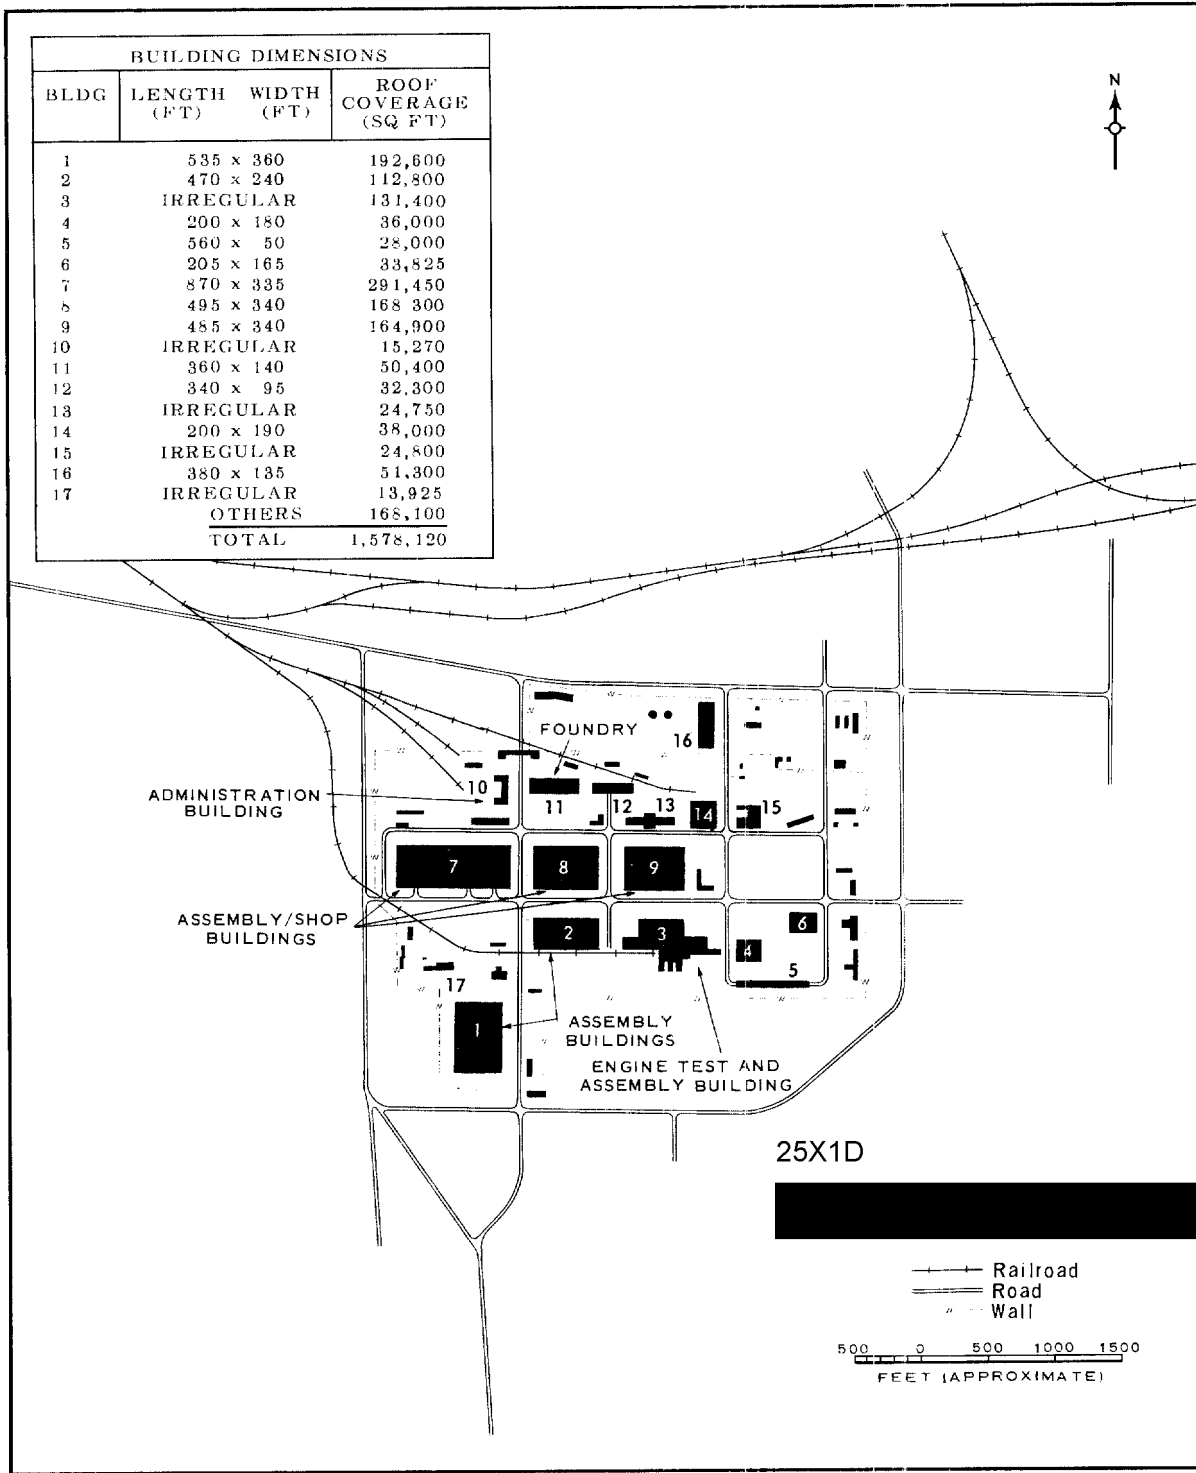 BUILDING DIMENSIONS
BLDG LENGTH (FT) WIDTH (FT) ROOF COVERAGE (SQ FT)
1 535 x 360 192,600
2 470 x 240 112,800
3 IRREGULAR 131,400
4 200 x 180 36,000
5 560 x 50 28,000
6 205 x 165 33,825
7 870 x 335 291,450
8 495 x 340 168 300
9 485 x 340 164,900
10 IRREGULAR 15,270
11 360 x 140 50,400
12 340 x 95 32,300
13 IRREGULAR 24,750
14 200 x 190 38,000
15 IRREGULAR 24,800
16 380 x 135 51,300
17 IRREGULAR 13,925
OTHERS 168,100
TOTAL 1,578,120
N
FOUNDRY
16
10
ADMINISTRATION
BUILDING
11 12 13 14 15
7 8 9
ASSEMBLY/SHOP
BUILDINGS
2 3 6
4
17 5
1
ASSEMBLY
BUILDINGS
ENGINE TEST AND
ASSEMBLY BUILDING
25X1D
Railroad
Road
Wall
500 0 500 1000 1500
FEET (APPROXIMATE)